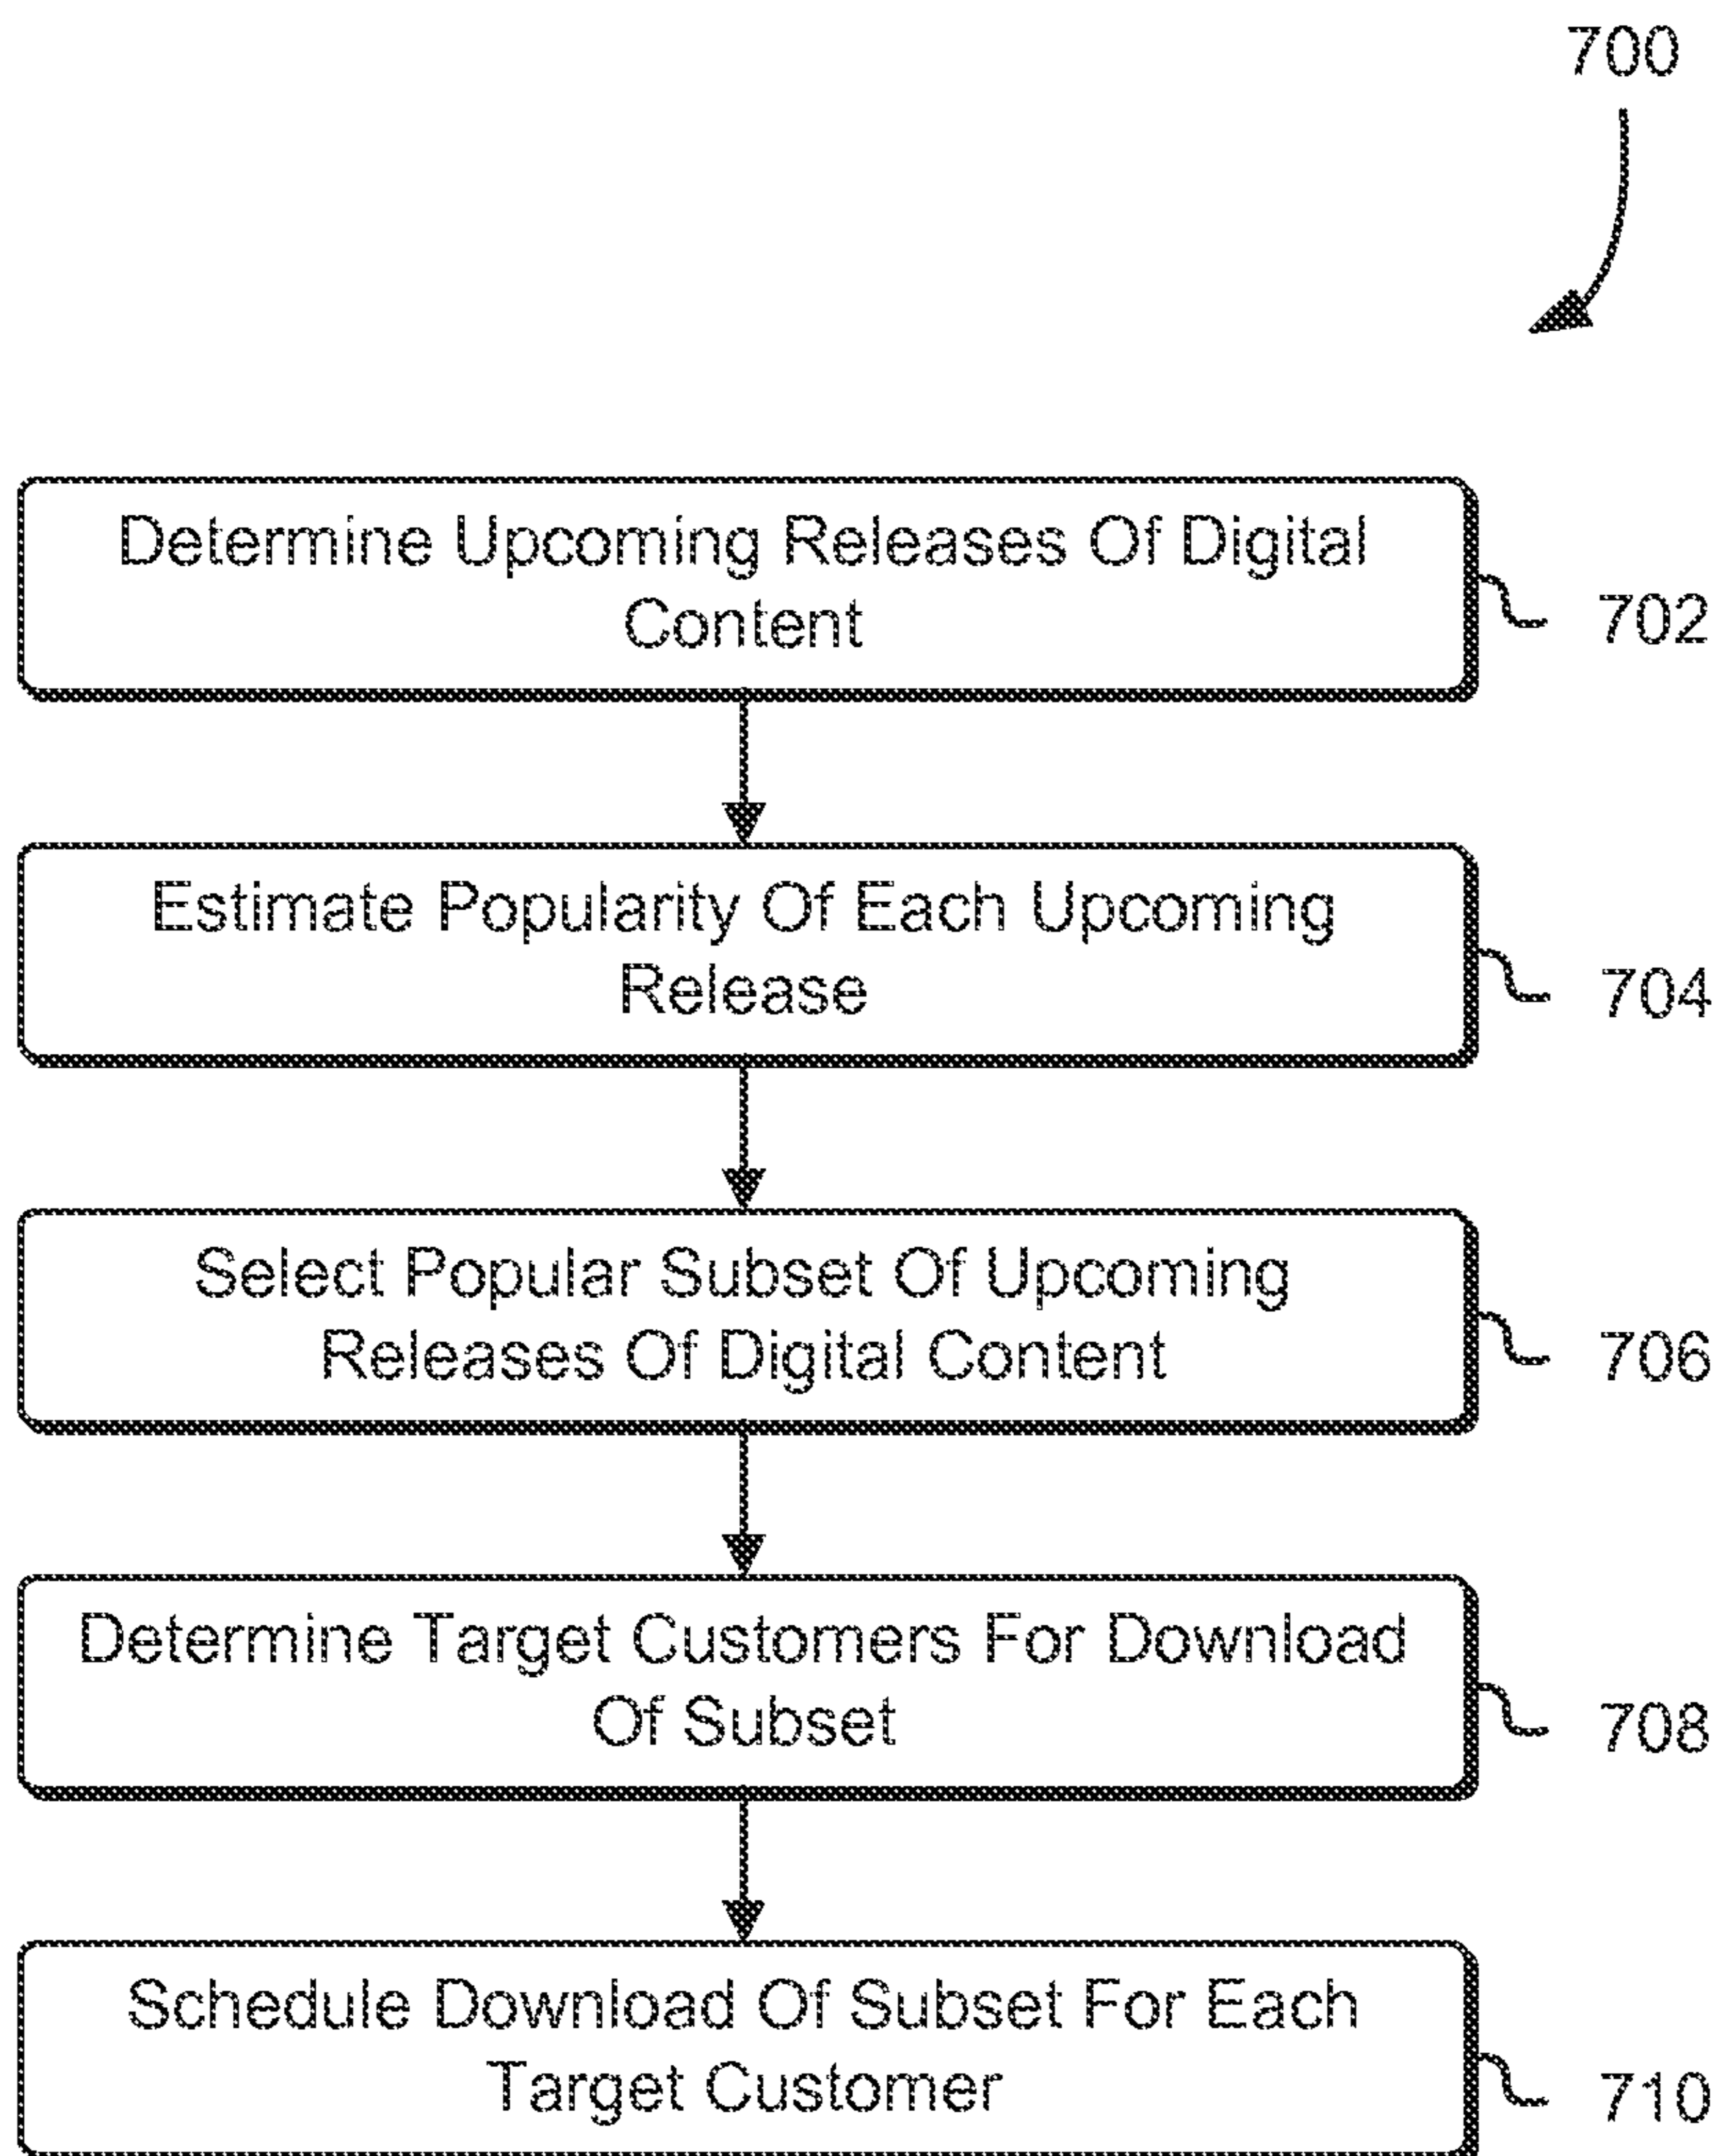 700
Determine Upcoming Releases Of Digital
Content
702
Estimate Popularity Of Each Upcoming
Release
704
Select Popular Subset Of Upcoming
Releases Of Digital Content
706
Determine Target Customers For Download
Of Subset
708
Schedule Download Of Subset For Each
Target Customer
710